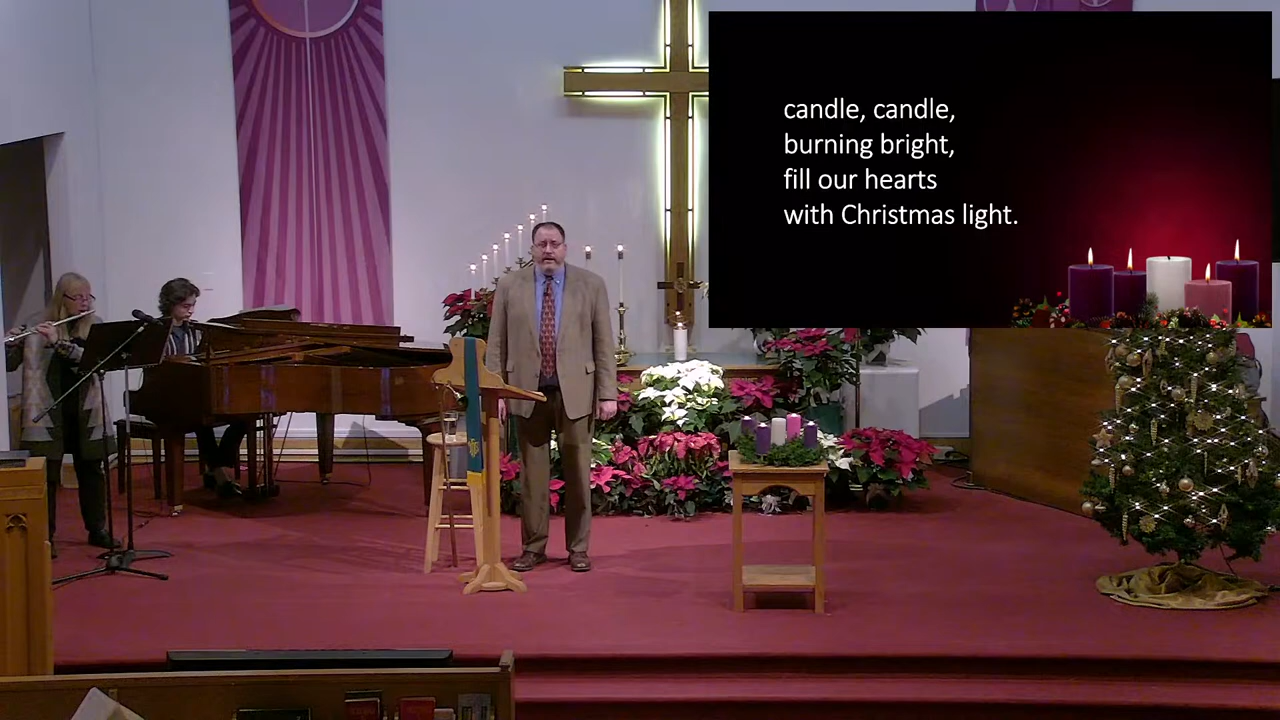 candle, candle,
burning bright,
fill our hearts
with Christmas light.